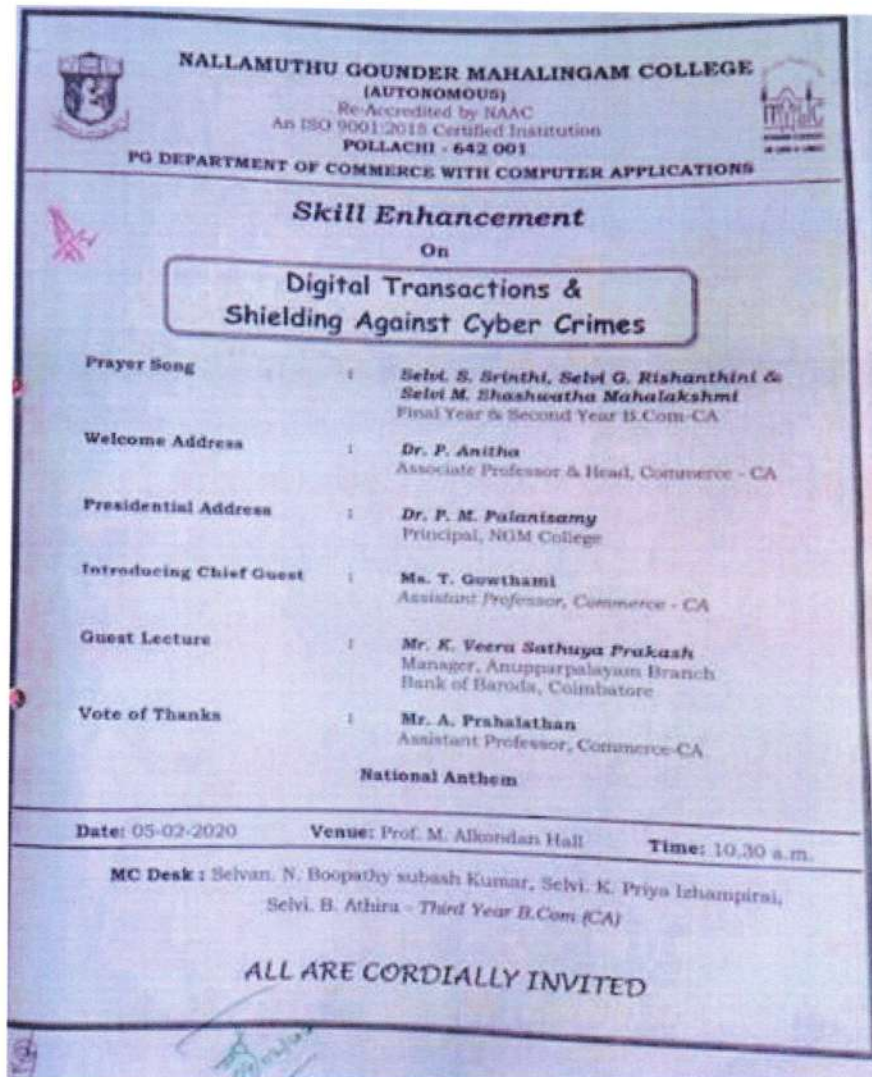 NALLAMUTHU GOUNDER MAHALINGAM COLLEGE
(AUTONOMOUS)
Re-Accredited by NAAC
An ISO 9001:2015 Certified Institution
POLLACHI - 642 001
PG DEPARTMENT OF COMMERCE WITH COMPUTER APPLICATIONS
Skill Enhancement
On
Digital Transactions &
Shielding Against Cyber Crimes
Prayer Song : Selvi. S. Srinthi, Selvi G. Rishanthini &
Selvi M. Shashwatha Mahalakshmi
Final Year & Second Year B.Com-CA
Welcome Address : Dr. P. Anitha
Associate Professor & Head, Commerce - CA
Presidential Address : Dr. P. M. Palanisamy
Principal, NGM College
Introducing Chief Guest : Ms. T. Gowthami
Assistant Professor, Commerce - CA
Guest Lecture : Mr. K. Veera Sathuya Prakash
Manager, Anupparpalayam Branch
Bank of Baroda, Coimbatore
Vote of Thanks : Mr. A. Prahalathan
Assistant Professor, Commerce-CA
National Anthem
Date: 05-02-2020 Venue: Prof. M. Alkondan Hall Time: 10.30 a.m.
MC Desk : Selvan. N. Boopathy subash Kumar, Selvi. K. Priya Izhampirai,
Selvi. B. Athira - Third Year B.Com (CA)
ALL ARE CORDIALLY INVITED